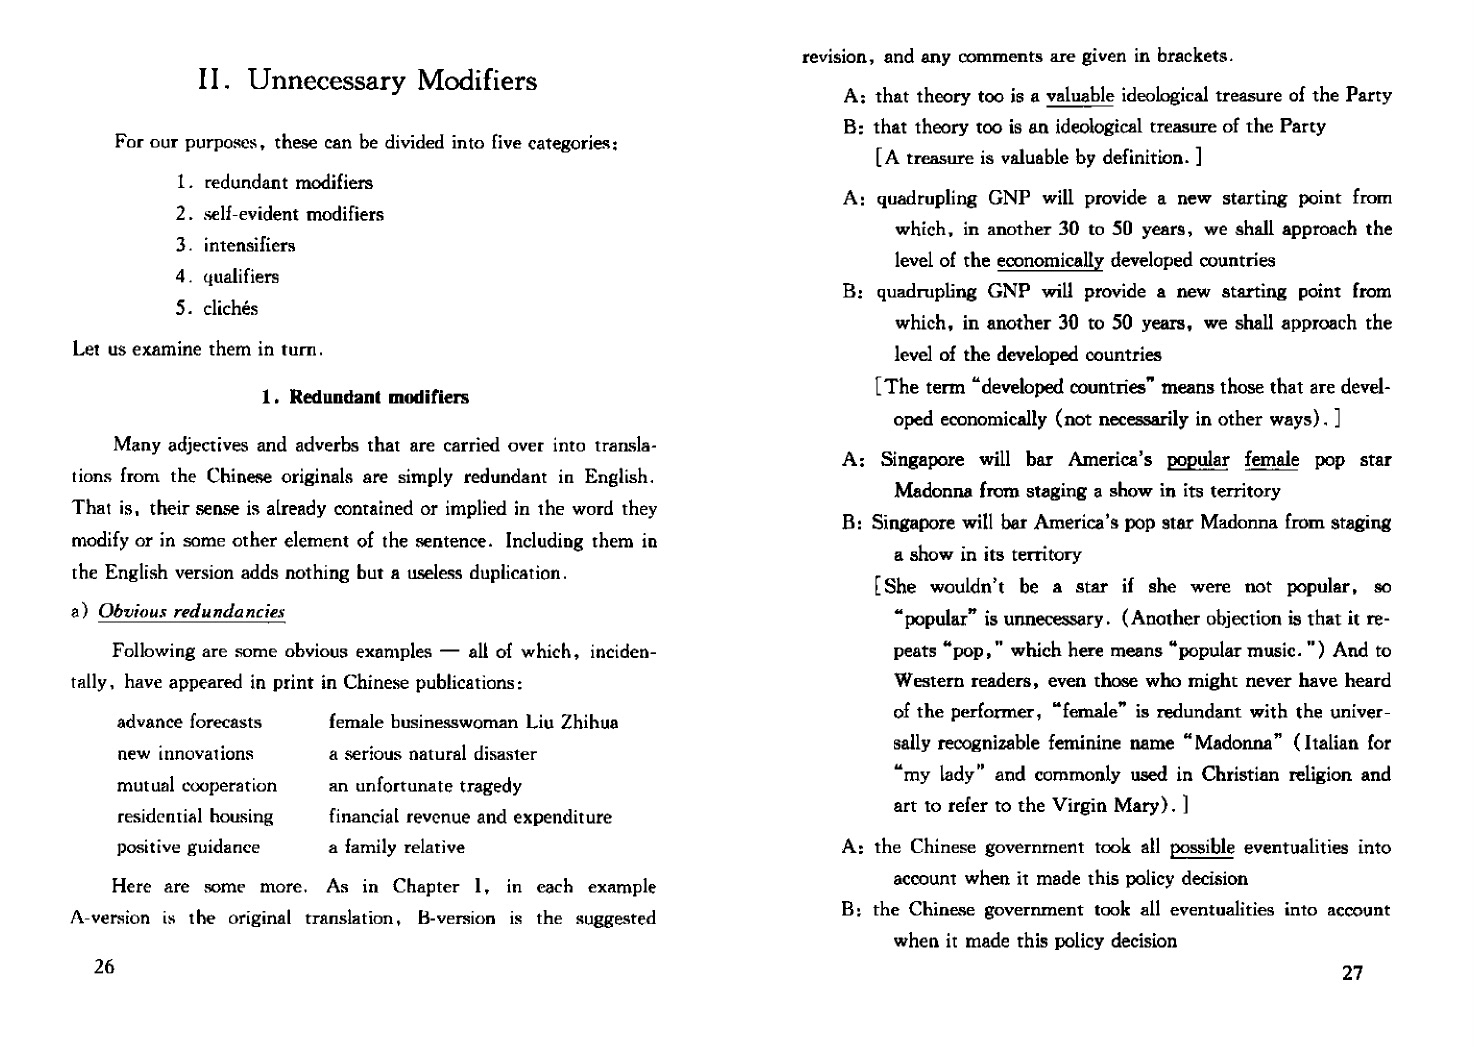 II. Unnecessary Modifiers
For our purposes, these can be divided into five categories:
1. redundant modifiers
2. self-evident modifiers
3. intensifiers
4. qualifiers
5. clichés
Let us examine them in turn.
1. Redundant modifiers
Many adjectives and adverbs that are carried over into transla-
tions from the Chinese originals are simply redundant in English.
That is, their sense is already contained or implied in the word they
modify or in some other element of the sentence. Including them in
the English version adds nothing but a useless duplication.
a) Obvious redundancies
Following are some obvious examples — all of which, inciden-
tally, have appeared in print in Chinese publications:
advance forecasts female businesswoman Liu Zhihua
new innovations a serious natural disaster
mutual cooperation an unfortunate tragedy
residential housing financial revenue and expenditure
positive guidance a family relative
Here are some more. As in Chapter I, in each example
A-version is the original translation, B-version is the suggested
26
revision, and any comments are given in brackets.
A: that theory too is a valuable ideological treasure of the Party
B: that theory too is an ideological treasure of the Party
[A treasure is valuable by definition.]
A: quadrupling GNP will provide a new starting point from
which, in another 30 to 50 years, we shall approach the
level of the economically developed countries
B: quadrupling GNP will provide a new starting point from
which, in another 30 to 50 years, we shall approach the
level of the developed countries
[The term "developed countries" means those that are devel-
oped economically (not necessarily in other ways).]
A: Singapore will bar America's popular female pop star
Madonna from staging a show in its territory
B: Singapore will bar America's pop star Madonna from staging
a show in its territory
[She wouldn't be a star if she were not popular, so
"popular" is unnecessary. (Another objection is that it re-
peats "pop," which here means "popular music.") And to
Western readers, even those who might never have heard
of the performer, "female" is redundant with the univer-
sally recognizable feminine name "Madonna" (Italian for
"my lady" and commonly used in Christian religion and
art to refer to the Virgin Mary).]
A: the Chinese government took all possible eventualities into
account when it made this policy decision
B: the Chinese government took all eventualities into account
when it made this policy decision
27